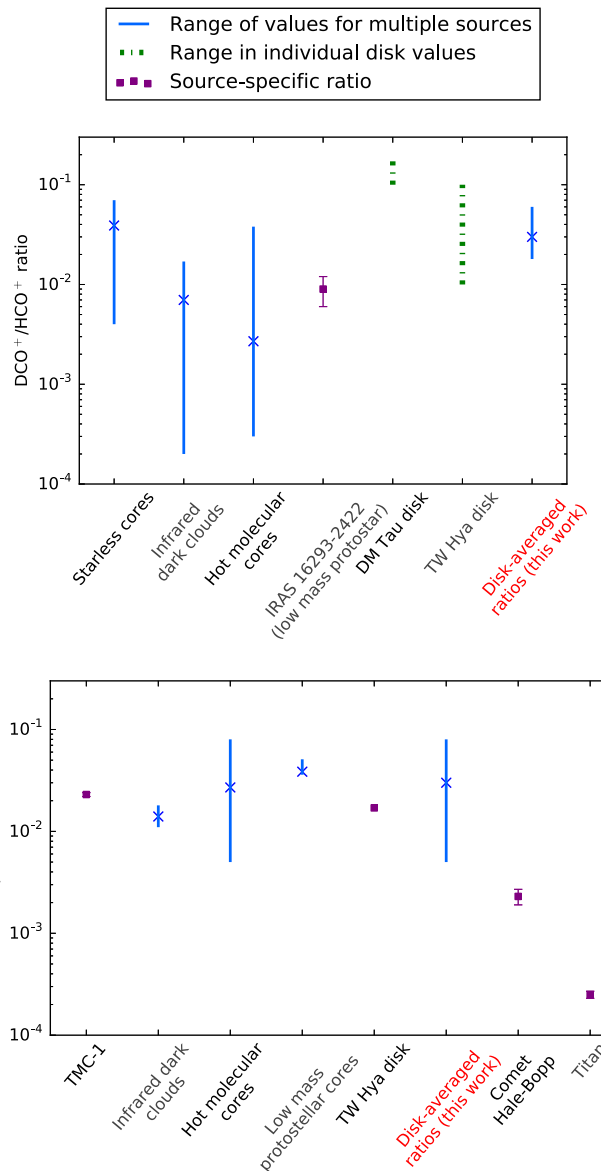 Range of values for multiple sources
Range in individual disk values
Source-specific ratio
10⁻¹
10⁻²
10⁻³
10⁻⁴
DCO⁺/HCO⁺ ratio
Starless cores
Infrared
dark clouds
Hot molecular
cores
IRAS 16293-2422
(low mass protostar)
DM Tau disk
TW Hya disk
Disk-averaged
ratios (this work)
10⁻¹
10⁻²
10⁻³
10⁻⁴
TMC-1
Infrared dark
clouds
Hot molecular
cores
Low mass
protostellar cores
TW Hya disk
Disk-averaged
ratios (this work)
Comet
Hale-Bopp
Titan